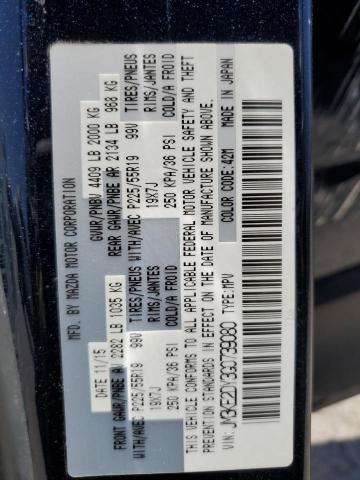 MFD. BY MAZDA MOTOR CORPORATION
DATE 11/15 GVWR/PNBV 4409 LB 2000 KG
FRONT GAWR/PNBE AV 2282 LB 1035 KG REAR GAWR/PNBE AR 2134 LB 968 KG
WITH/AVEC P225/55R19 99V TIRES/PNEUS WITH/AVEC P225/55R19 99V TIRES/PNEUS
19X7J RIMS/JANTES 19X7J RIMS/JANTES
250 KPA/36 PSI COLD/A FROID 250 KPA/36 PSI COLD/A FROID
THIS VEHICLE CONFORMS TO ALL APPLICABLE FEDERAL MOTOR VEHICLE SAFETY AND THEFT
PREVENTION STANDARDS IN EFFECT ON THE DATE OF MANUFACTURE SHOWN ABOVE.
MADE IN JAPAN
VIN: JM3KE2DY3G0739080 TYPE: MPV COLOR CODE: 42M